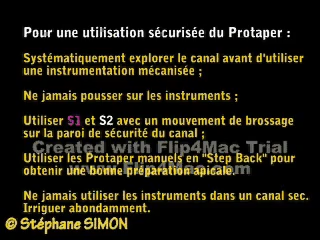 Pour une utilisation sécurisée du Protaper :
Systématiquement explorer le canal avant d'utiliser
une instrumentation mécanisée ;
Ne jamais pousser sur les instruments ;
Utiliser S1 et S2 avec un mouvement de brossage
sur la paroi de sécurité du canal ;
Created with Flip4Mac Trial
Utiliser les Protaper manuels en "Step Back" pour
obtenir une bonne préparation apicale.
www.Flip4Mac.com
Ne jamais utiliser les instruments dans un canal sec.
Irriguer abondamment.
© Stéphane SIMON